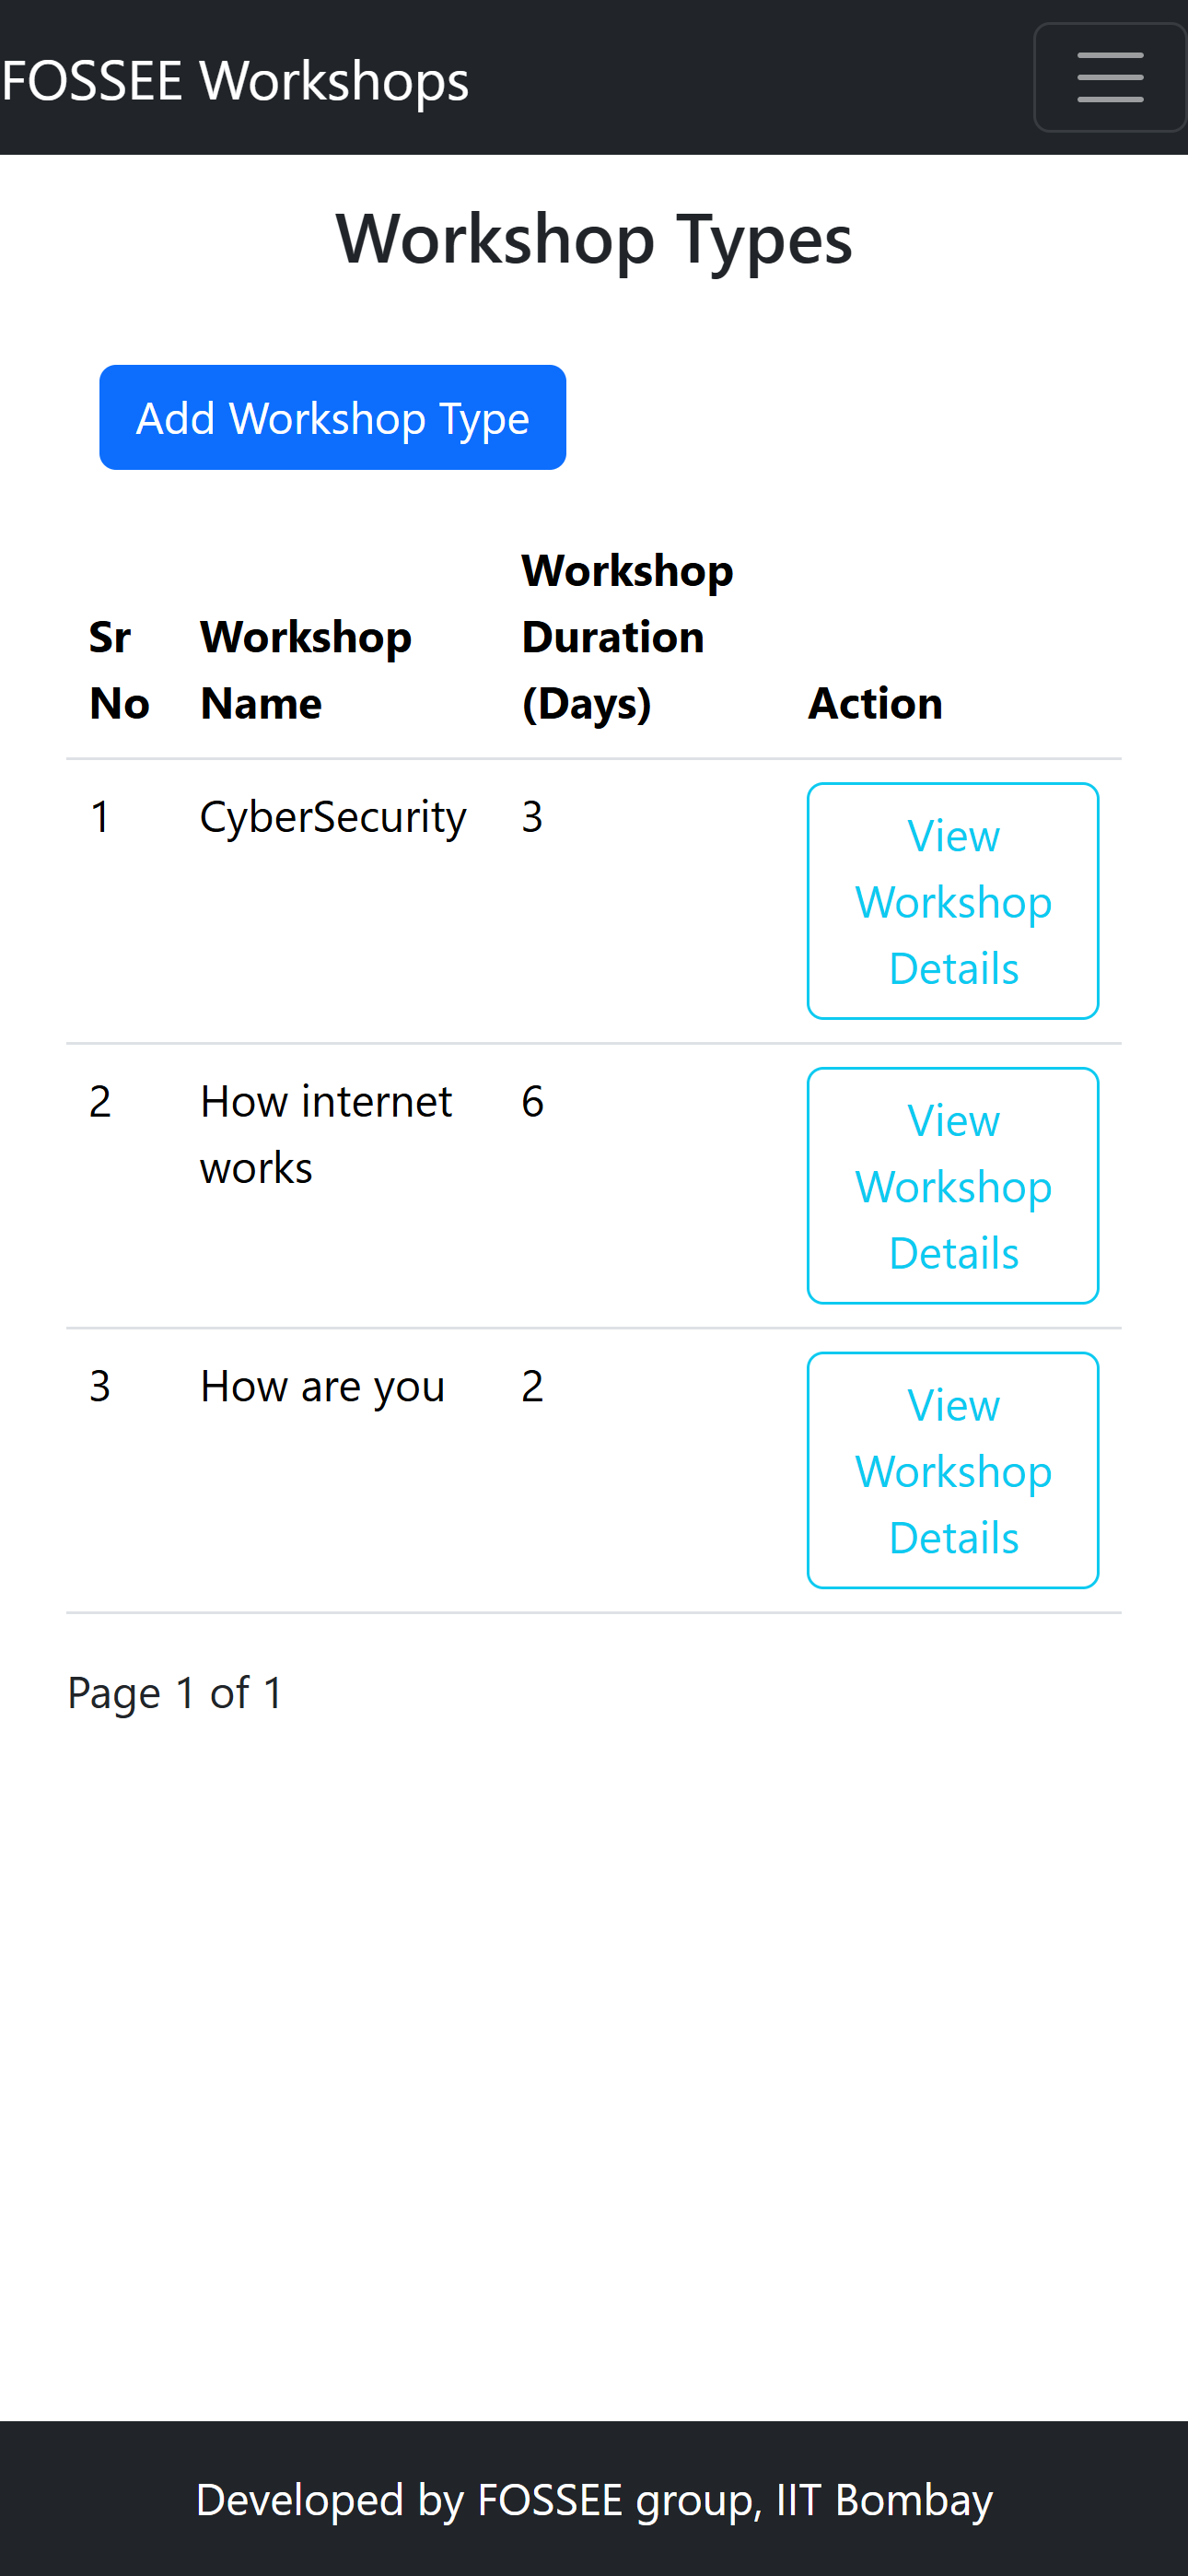 FOSSEE Workshops
Workshop Types
Add Workshop Type
Sr No
Workshop Name
Workshop Duration (Days)
Action
1 CyberSecurity 3
View
Workshop
Details
2 How internet works 6
View
Workshop
Details
3 How are you 2
View
Workshop
Details
Page 1 of 1
Developed by FOSSEE group, IIT Bombay